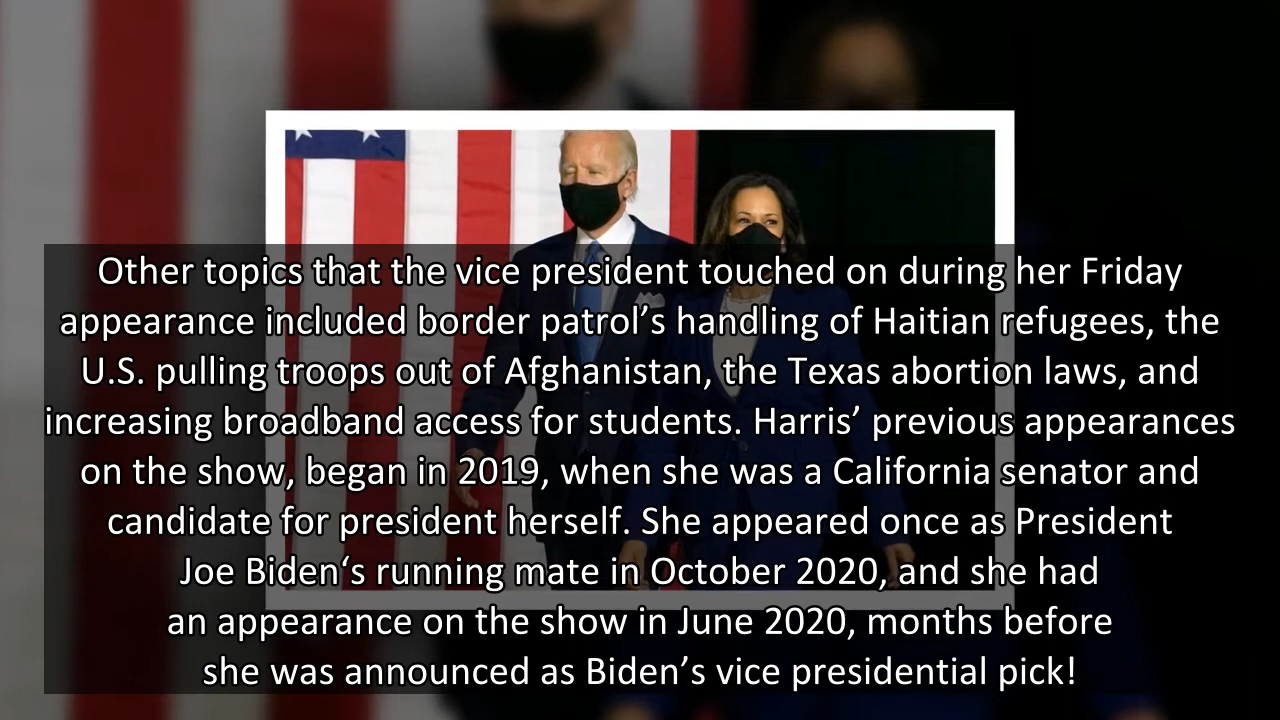 Other topics that the vice president touched on during her Friday
appearance included border patrol’s handling of Haitian refugees, the
U.S. pulling troops out of Afghanistan, the Texas abortion laws, and
increasing broadband access for students. Harris’ previous appearances
on the show, began in 2019, when she was a California senator and
candidate for president herself. She appeared once as President
Joe Biden‘s running mate in October 2020, and she had
an appearance on the show in June 2020, months before
she was announced as Biden’s vice presidential pick!